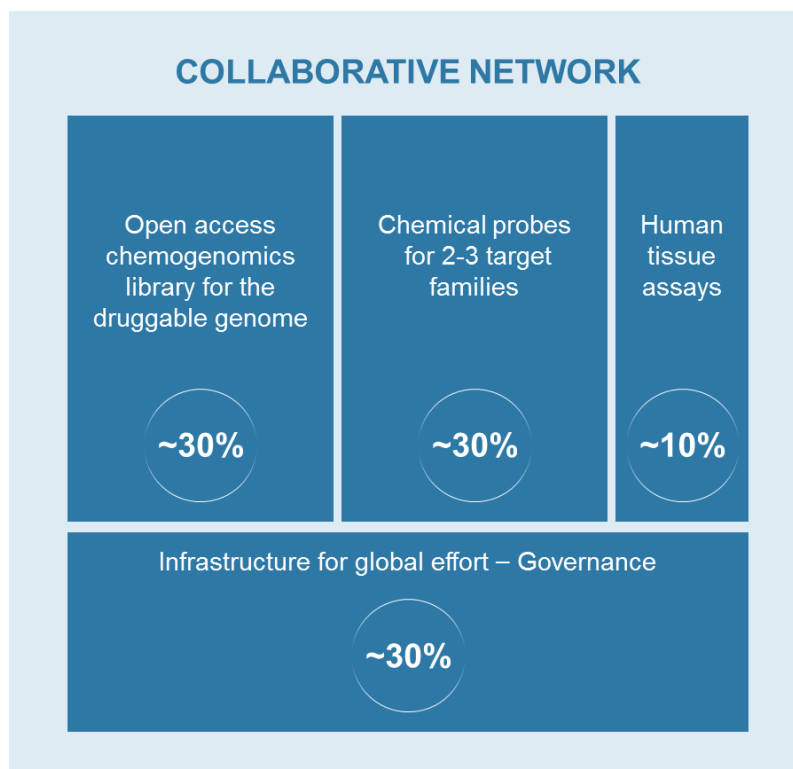 COLLABORATIVE NETWORK
Open access
chemogenomics
library for the
druggable genome
~30%
Chemical probes
for 2-3 target
families
~30%
Human
tissue
assays
~10%
Infrastructure for global effort – Governance
~30%